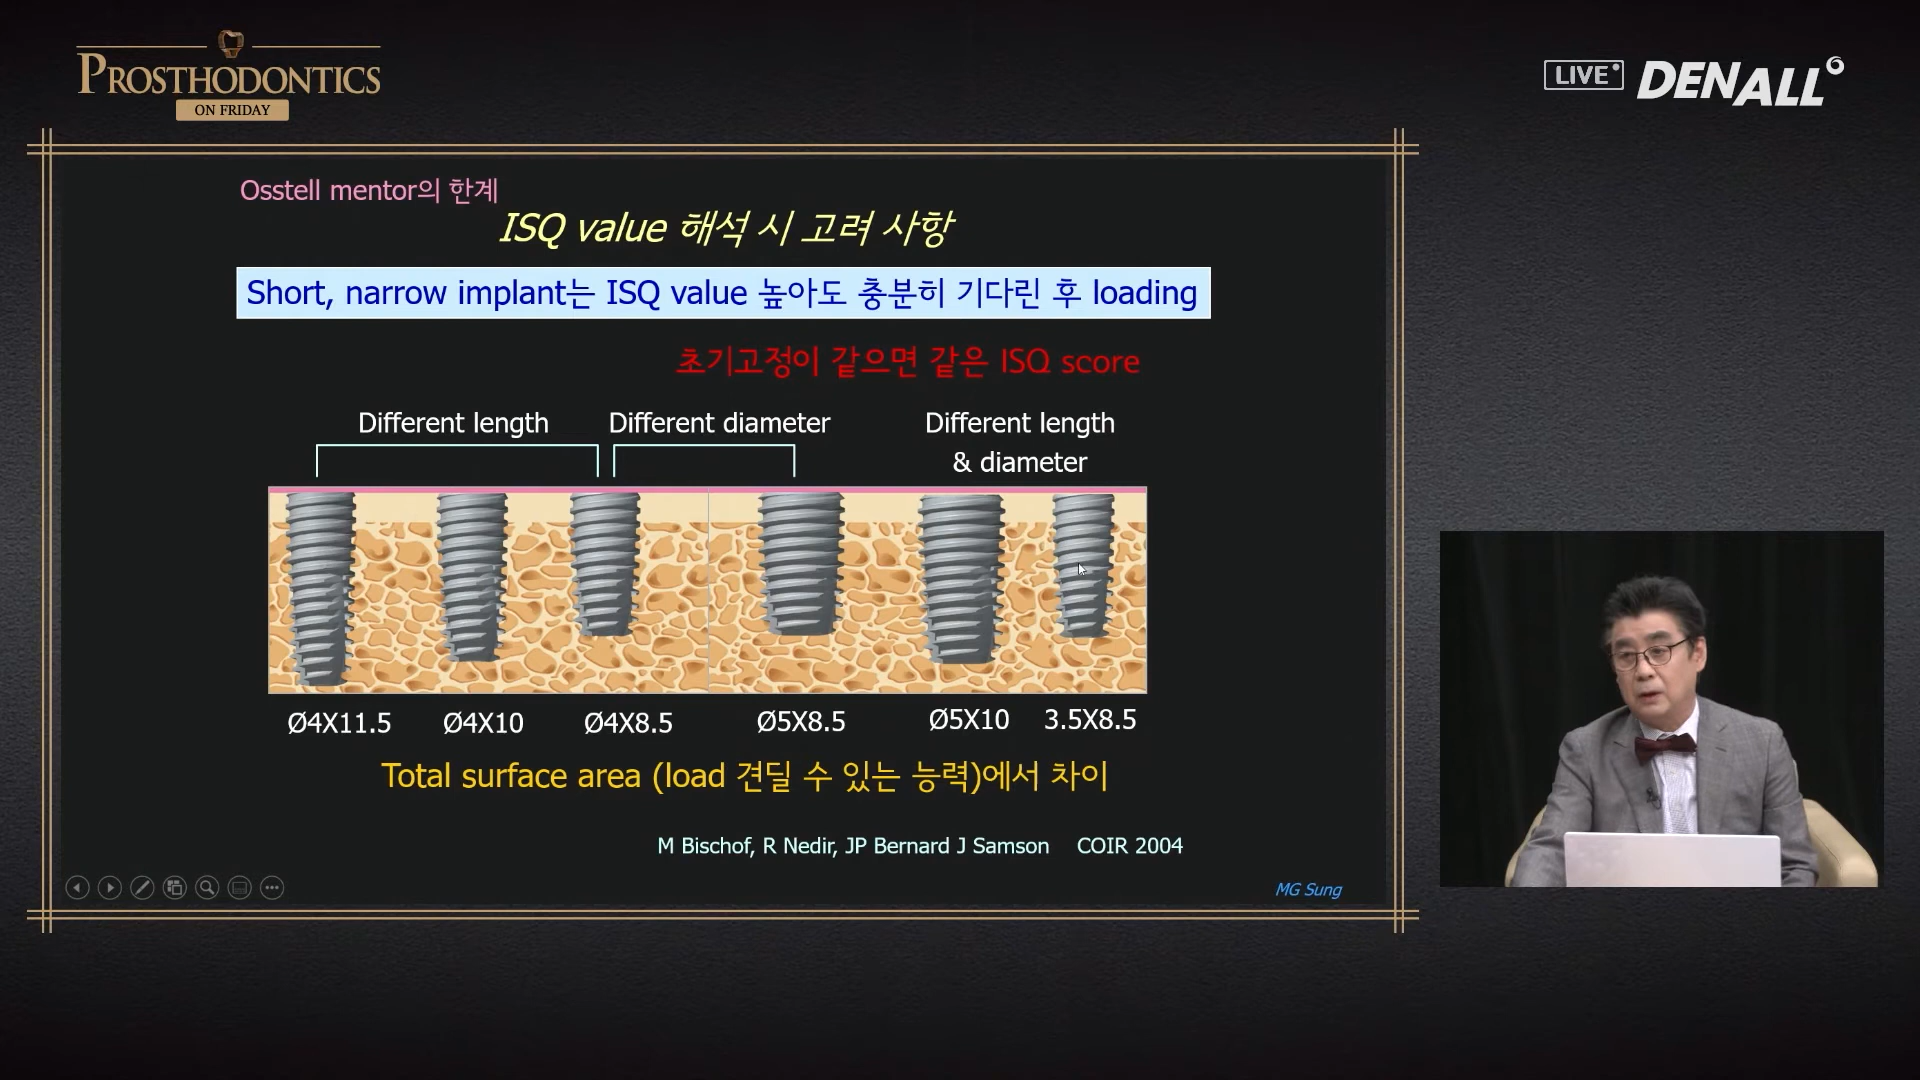 PROSTHODONTICS
ON FRIDAY
LIVE
DENALL
Osstell mentor의 한계
ISQ value 해석 시 고려 사항
Short, narrow implant는 ISQ value 높아도 충분히 기다린 후 loading
초기고정이 같으면 같은 ISQ score
Different length
Different diameter
Different length
& diameter
Ø4X11.5
Ø4X10
Ø4X8.5
Ø5X8.5
Ø5X10
3.5X8.5
Total surface area (load 견딜 수 있는 능력)에서 차이
M Bischof, R Nedir, JP Bernard J Samson COIR 2004
MG Sung